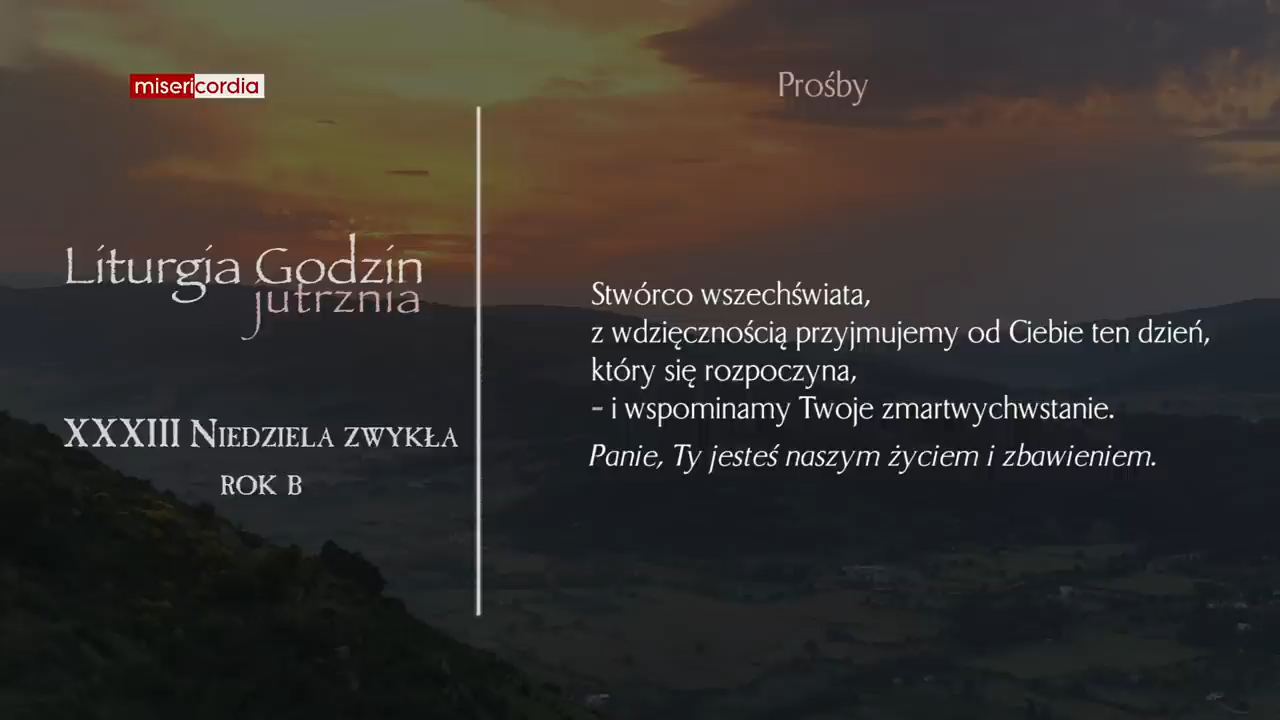 misericordia
Liturgia Godzin
jutrznia
XXXIII Niedziela zwykła
rok B
Prośby
Stwórco wszechświata,
z wdzięcznością przyjmujemy od Ciebie ten dzień,
który się rozpoczyna,
- i wspominamy Twoje zmartwychwstanie.
Panie, Ty jesteś naszym życiem i zbawieniem.